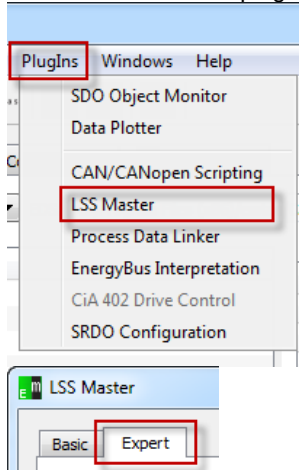 PlugIns Windows Help
SDO Object Monitor
Data Plotter
CAN/CANopen Scripting
LSS Master
Process Data Linker
EnergyBus Interpretation
CiA 402 Drive Control
SRDO Configuration
LSS Master
Basic Expert